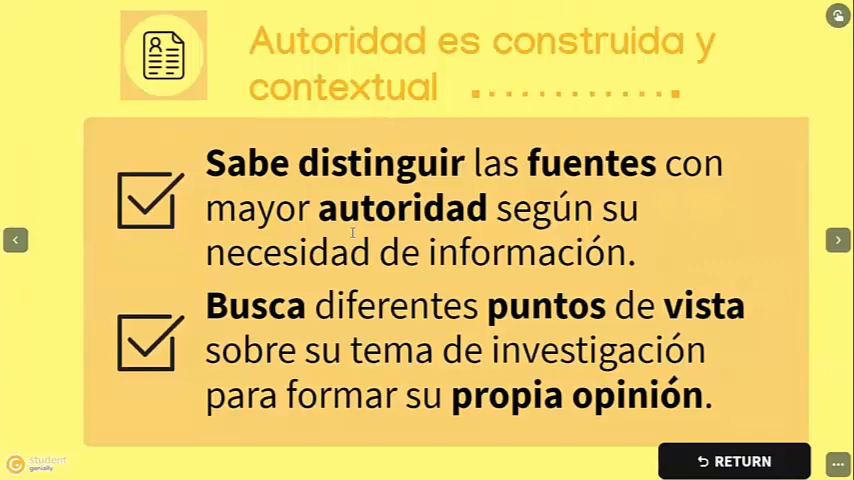 Autoridad es construida y
contextual
Sabe distinguir las fuentes con
mayor autoridad según su
necesidad de información.
Busca diferentes puntos de vista
sobre su tema de investigación
para formar su propia opinión.
student
genially
RETURN